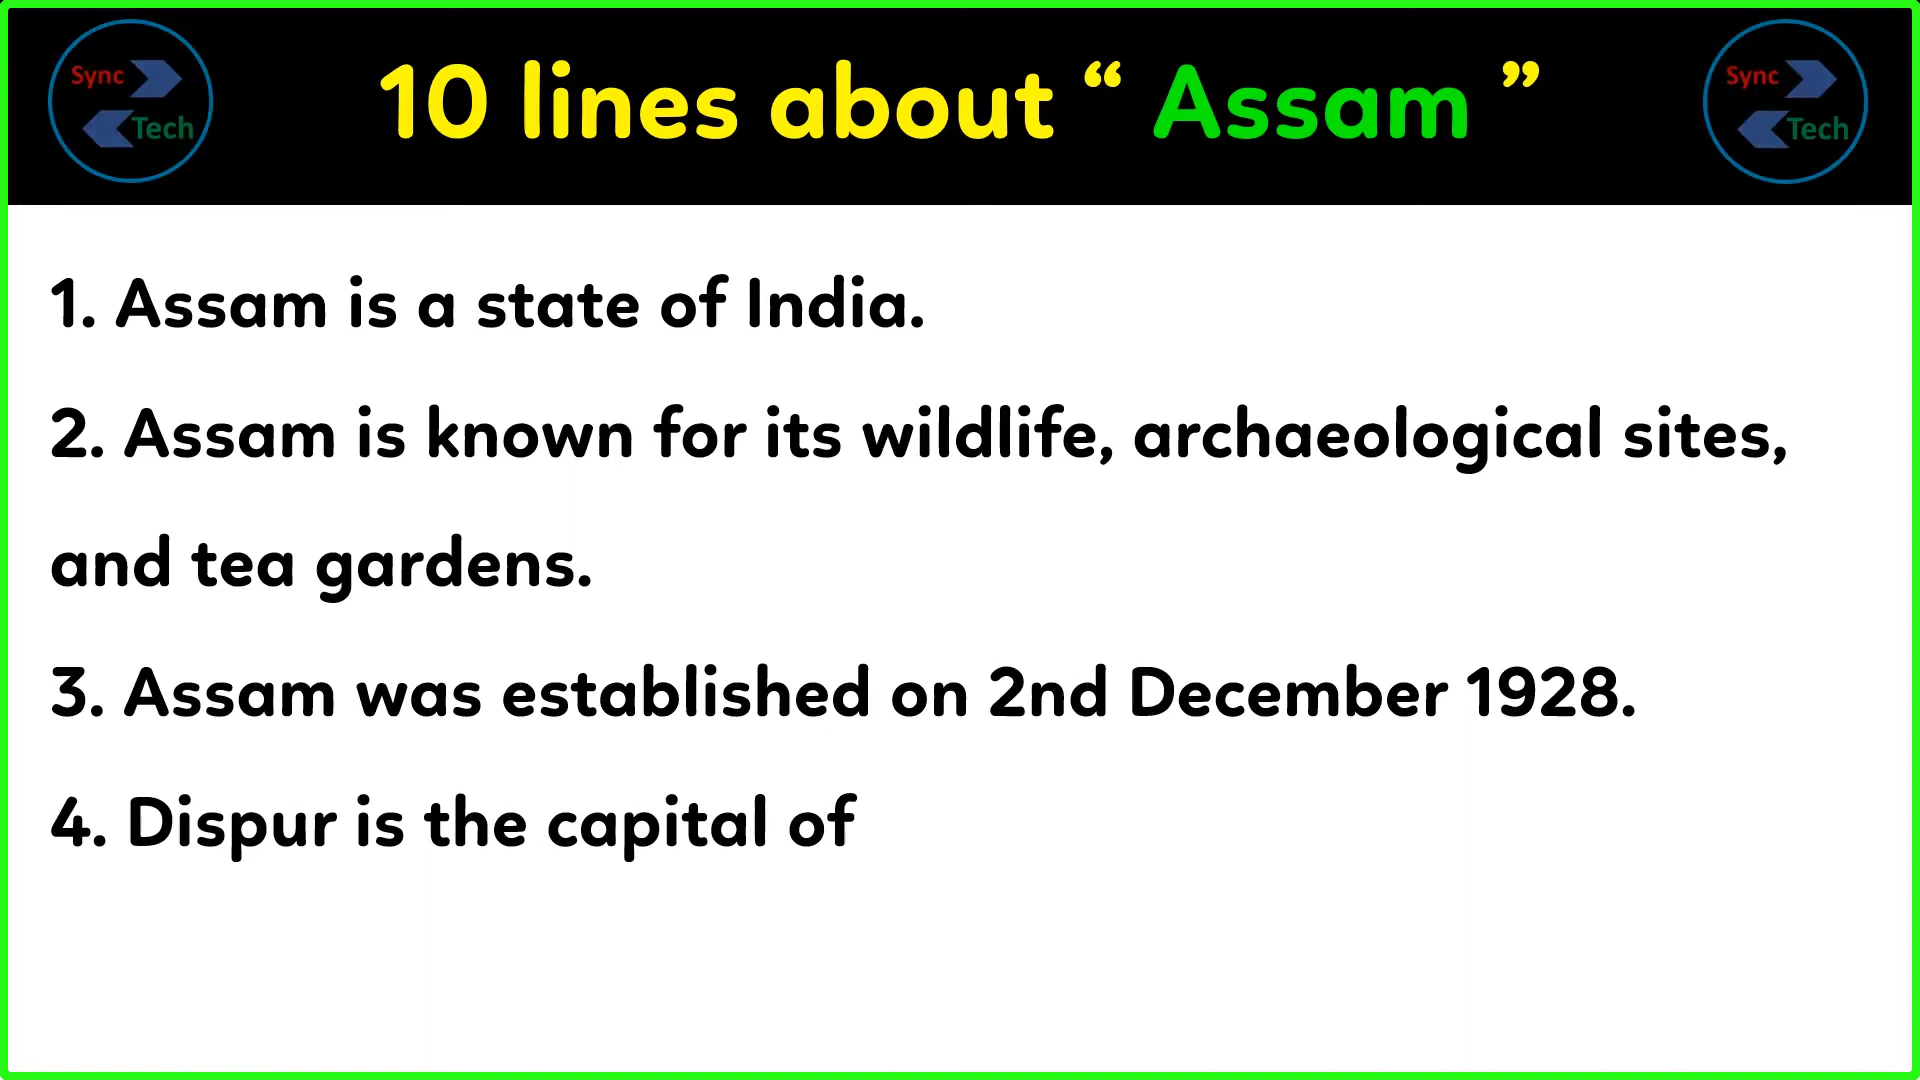 Sync
Tech
10 lines about “ Assam ”
Sync
Tech
1. Assam is a state of India.
2. Assam is known for its wildlife, archaeological sites,
and tea gardens.
3. Assam was established on 2nd December 1928.
4. Dispur is the capital of